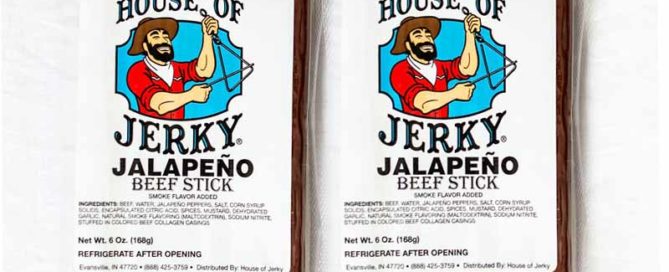 HOUSE OF
JERKY®
JALAPEÑO
BEEF STICK
SMOKE FLAVOR ADDED
INGREDIENTS: BEEF, WATER, JALAPEÑO PEPPERS, SALT, CORN SYRUP
SOLIDS, ENCAPSULATED CITRIC ACID, SPICES, MUSTARD, DEHYDRATED
GARLIC, NATURAL SMOKE FLAVORING (MALTODEXTRIN), SODIUM NITRITE,
STUFFED IN COLORED BEEF COLLAGEN CASINGS
Net Wt. 6 Oz. (168g)
REFRIGERATE AFTER OPENING
Evansville, IN 47720 • (888) 425-3759 • Distributed By: House of Jerky
HOUSE OF
JERKY®
JALAPEÑO
BEEF STICK
SMOKE FLAVOR ADDED
INGREDIENTS: BEEF, WATER, JALAPEÑO PEPPERS, SALT, CORN SYRUP
SOLIDS, ENCAPSULATED CITRIC ACID, SPICES, MUSTARD, DEHYDRATED
GARLIC, NATURAL SMOKE FLAVORING (MALTODEXTRIN), SODIUM NITRITE,
STUFFED IN COLORED BEEF COLLAGEN CASINGS
Net Wt. 6 Oz. (168g)
REFRIGERATE AFTER OPENING
Evansville, IN 47720 • (888) 425-3759 • Distributed By: House of Jerky